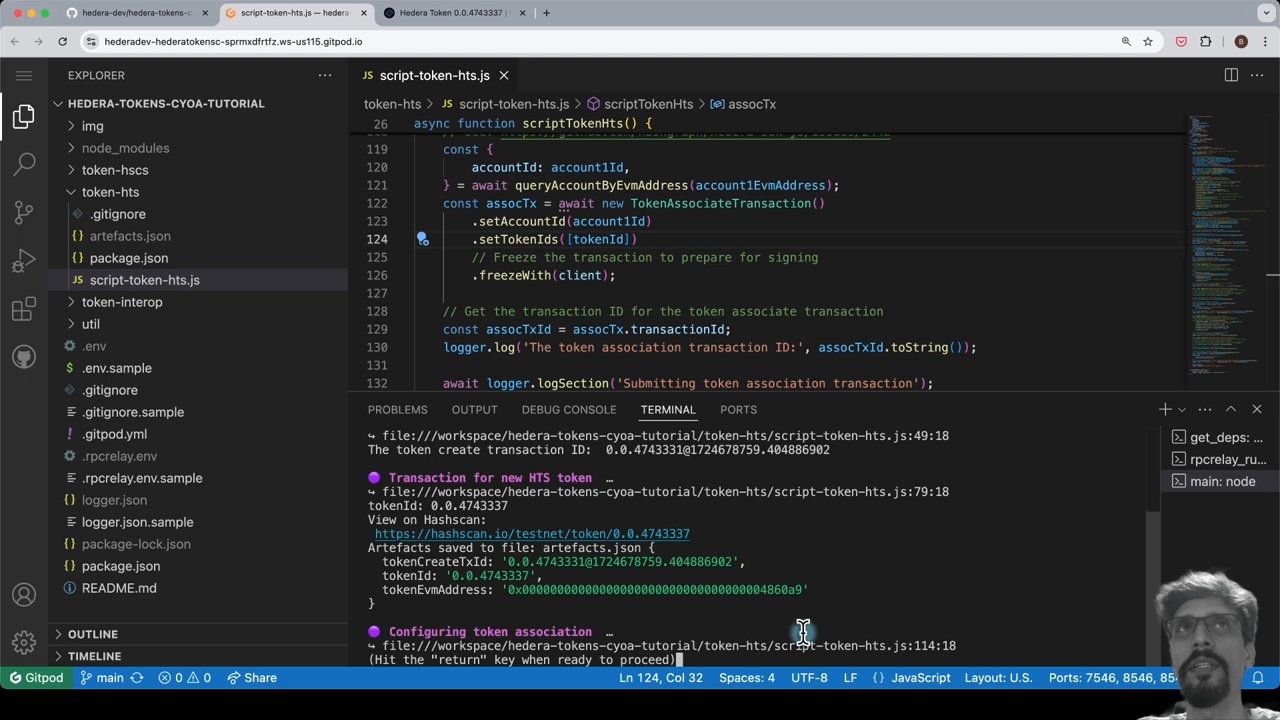 hedera-dev/hedera-tokens-c
script-token-hts.js — hedera-
Hedera Token 0.0.4743337 |
hederadev-hederatokensc-sprmxdfrtfz.ws-us115.gitpod.io
B
EXPLORER
HEDERA-TOKENS-CYOA-TUTORIAL
img
node_modules
token-hscs
token-hts
.gitignore
artefacts.json
package.json
JS script-token-hts.js
token-interop
util
.env
.env.sample
.gitignore
.gitignore.sample
.gitpod.yml
.rpcrelay.env
.rpcrelay.env.sample
logger.json
logger.json.sample
package-lock.json
package.json
README.md
OUTLINE
TIMELINE
JS script-token-hts.js
token-hts > JS script-token-hts.js > scriptTokenHts > assocTx
26 async function scriptTokenHts() {
119 const {
120 accountId: account1Id,
121 } = await queryAccountByEvmAddress(account1EvmAddress);
122 const assocTx = await new TokenAssociateTransaction()
123 .setAccountId(account1Id)
124 .setTokenIds([tokenId])
125 // Freeze the transaction to prepare for signing
126 .freezeWith(client);
127
128 // Get the transaction ID for the token associate transaction
129 const assocTxId = assocTx.transactionId;
130 logger.log('The token association transaction ID:', assocTxId.toString());
131
132 await logger.logSection('Submitting token association transaction');
PROBLEMS OUTPUT DEBUG CONSOLE TERMINAL PORTS
↪ file:///workspace/hedera-tokens-cyoa-tutorial/token-hts/script-token-hts.js:49:18
The token create transaction ID:  0.0.4743331@1724678759.404886902
Transaction for new HTS token …
↪ file:///workspace/hedera-tokens-cyoa-tutorial/token-hts/script-token-hts.js:79:18
tokenId: 0.0.4743337
View on Hashscan:
https://hashscan.io/testnet/token/0.0.4743337
Artefacts saved to file: artefacts.json {
tokenCreateTxId: '0.0.4743331@1724678759.404886902',
tokenId: '0.0.4743337',
tokenEvmAddress: '0x00000000000000000000000000000000004860a9'
}
Configuring token association …
↪ file:///workspace/hedera-tokens-cyoa-tutorial/token-hts/script-token-hts.js:114:18
(Hit the "return" key when ready to proceed)
get_deps: ...
rpcrelay_ru...
main: node
Gitpod main 0 0 Share Ln 124, Col 32 Spaces: 4 UTF-8 LF {} JavaScript Layout: U.S. Ports: 7546, 8546, 85